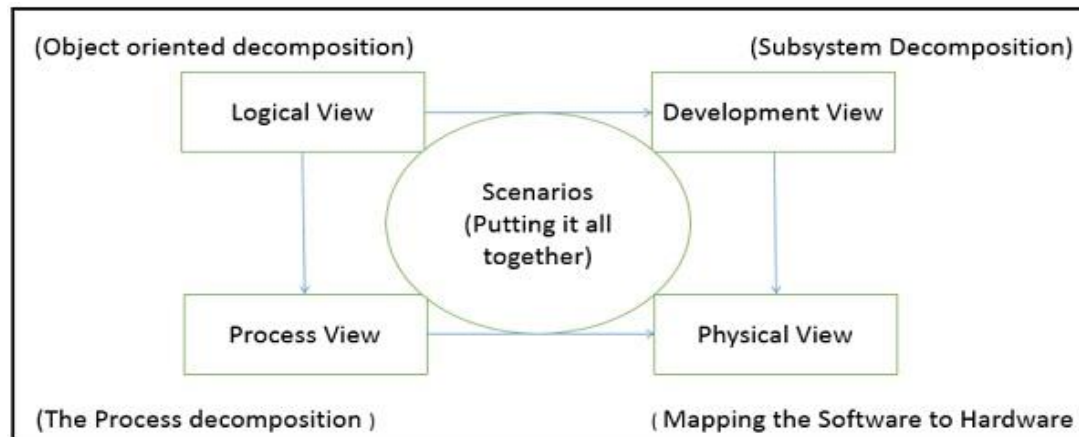 (Object oriented decomposition)
(Subsystem Decomposition)
Logical View
Development View
Scenarios
(Putting it all
together)
Process View
Physical View
(The Process decomposition )
( Mapping the Software to Hardware